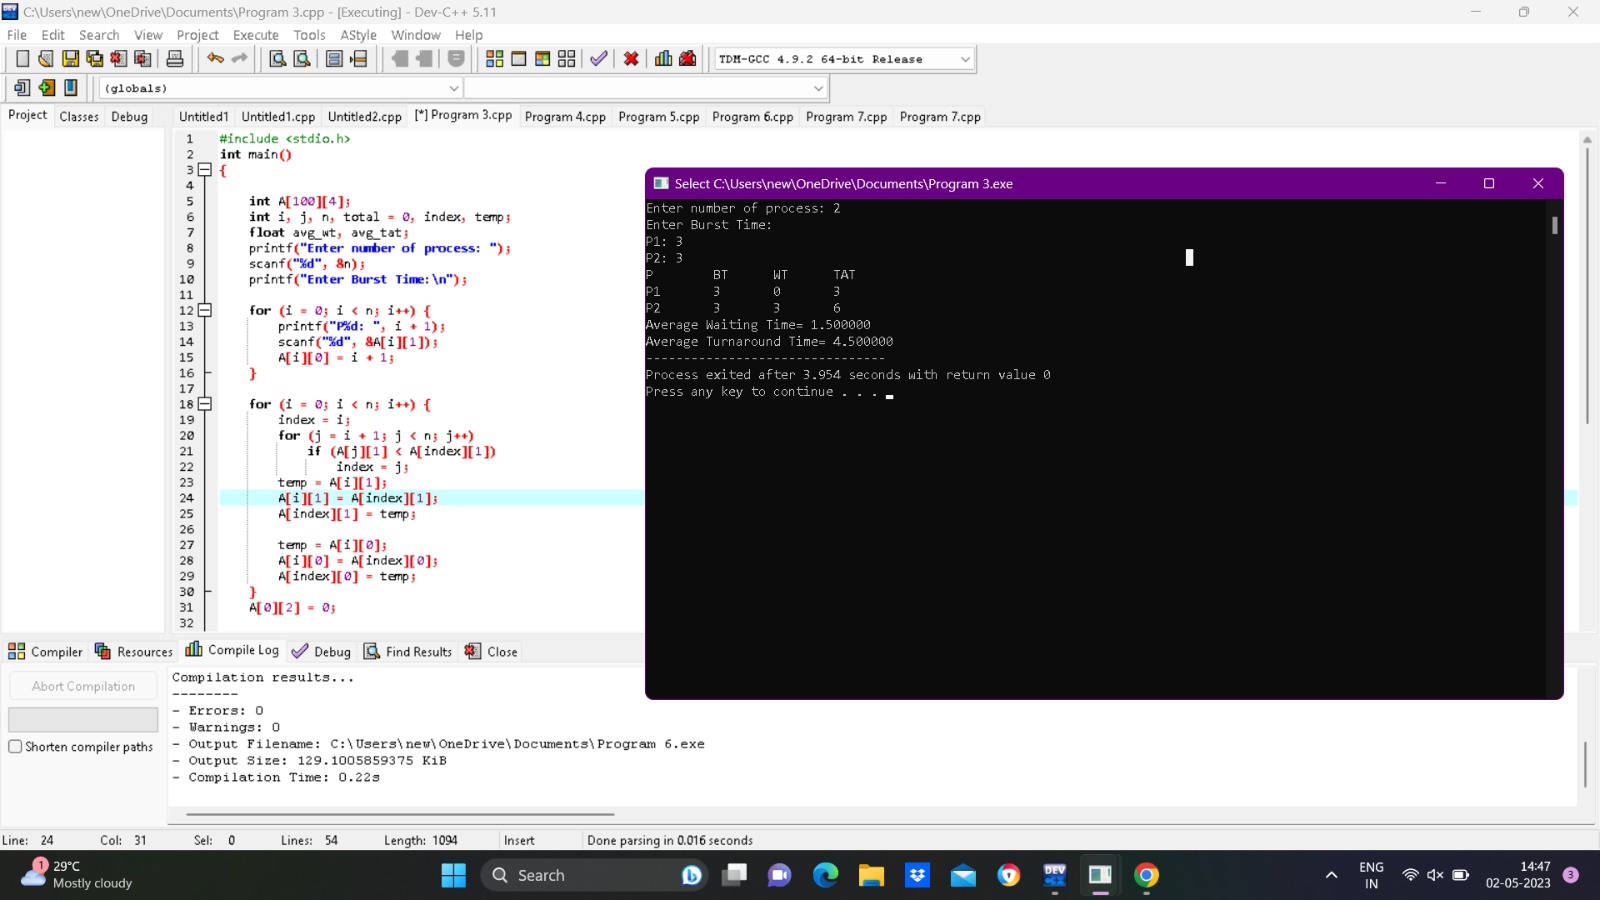 C:\Users\new\OneDrive\Documents\Program 3.cpp - [Executing] - Dev-C++ 5.11
File Edit Search View Project Execute Tools AStyle Window Help
TDM-GCC 4.9.2 64-bit Release
(globals)
Project Classes Debug
Untitled1 Untitled1.cpp Untitled2.cpp [*] Program 3.cpp Program 4.cpp Program 5.cpp Program 6.cpp Program 7.cpp Program 7.cpp
1 #include <stdio.h>
2 int main()
3 {
4
5 int A[100][4];
6 int i, j, n, total = 0, index, temp;
7 float avg_wt, avg_tat;
8 printf("Enter number of process: ");
9 scanf("%d", &n);
10 printf("Enter Burst Time:\n");
11
12 for (i = 0; i < n; i++) {
13 printf("P%d: ", i + 1);
14 scanf("%d", &A[i][1]);
15 A[i][0] = i + 1;
16 }
17
18 for (i = 0; i < n; i++) {
19 index = i;
20 for (j = i + 1; j < n; j++)
21 if (A[j][1] < A[index][1])
22 index = j;
23 temp = A[i][1];
24 A[i][1] = A[index][1];
25 A[index][1] = temp;
26
27 temp = A[i][0];
28 A[i][0] = A[index][0];
29 A[index][0] = temp;
30 }
31 A[0][2] = 0;
32
Select C:\Users\new\OneDrive\Documents\Program 3.exe
Enter number of process: 2
Enter Burst Time:
P1: 3
P2: 3
P BT WT TAT
P1 3 0 3
P2 3 3 6
Average Waiting Time= 1.500000
Average Turnaround Time= 4.500000
--------------------------------
Process exited after 3.954 seconds with return value 0
Press any key to continue . . .
Compiler Resources Compile Log Debug Find Results Close
Abort Compilation
Shorten compiler paths
Compilation results...
--------
- Errors: 0
- Warnings: 0
- Output Filename: C:\Users\new\OneDrive\Documents\Program 6.exe
- Output Size: 129.1005859375 KiB
- Compilation Time: 0.22s
Line: 24 Col: 31 Sel: 0 Lines: 54 Length: 1094 Insert Done parsing in 0.016 seconds
1
29°C
Mostly cloudy
Search
DEV
ENG
IN
14:47
02-05-2023
3